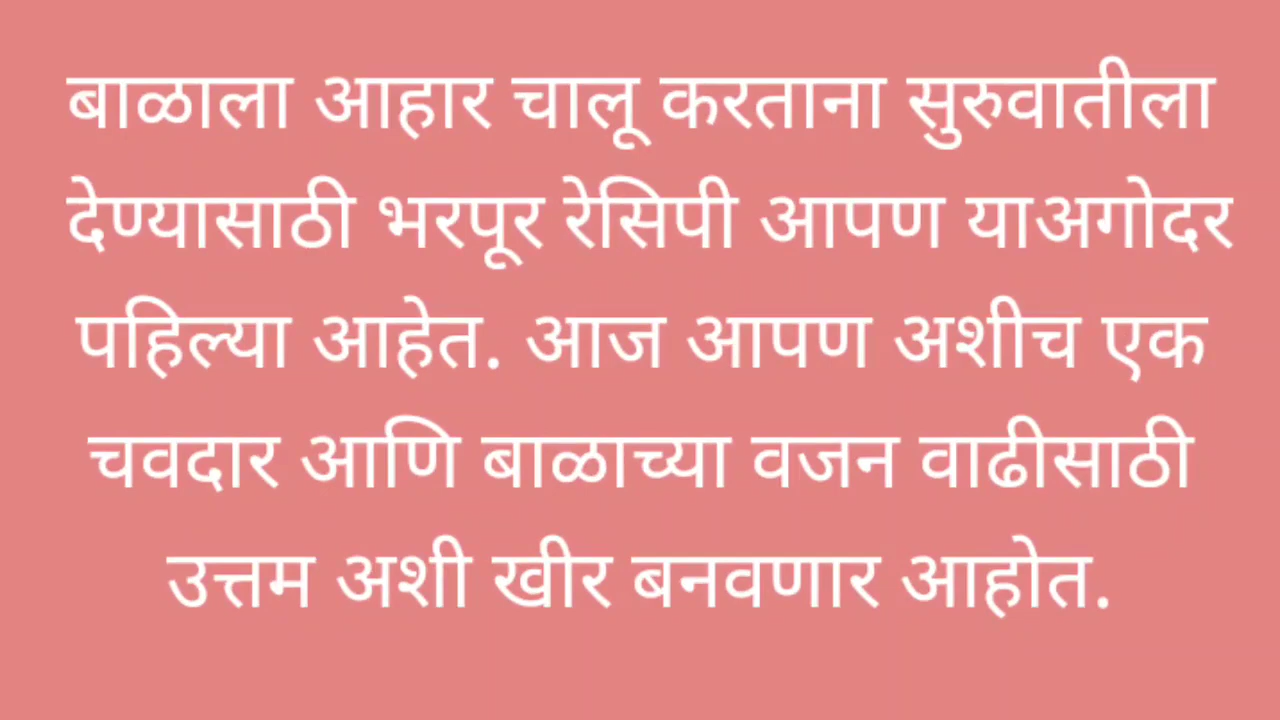 बाळाला आहार चालू करताना सुरुवातीला
देण्यासाठी भरपूर रेसिपी आपण याअगोदर
पहिल्या आहेत. आज आपण अशीच एक
चवदार आणि बाळाच्या वजन वाढीसाठी
उत्तम अशी खीर बनवणार आहोत.